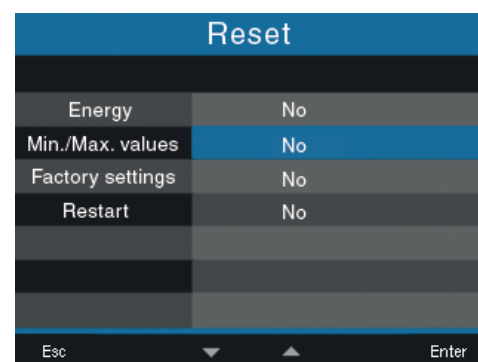 Reset
Energy No
Min./Max. values No
Factory settings No
Restart No
Esc Enter